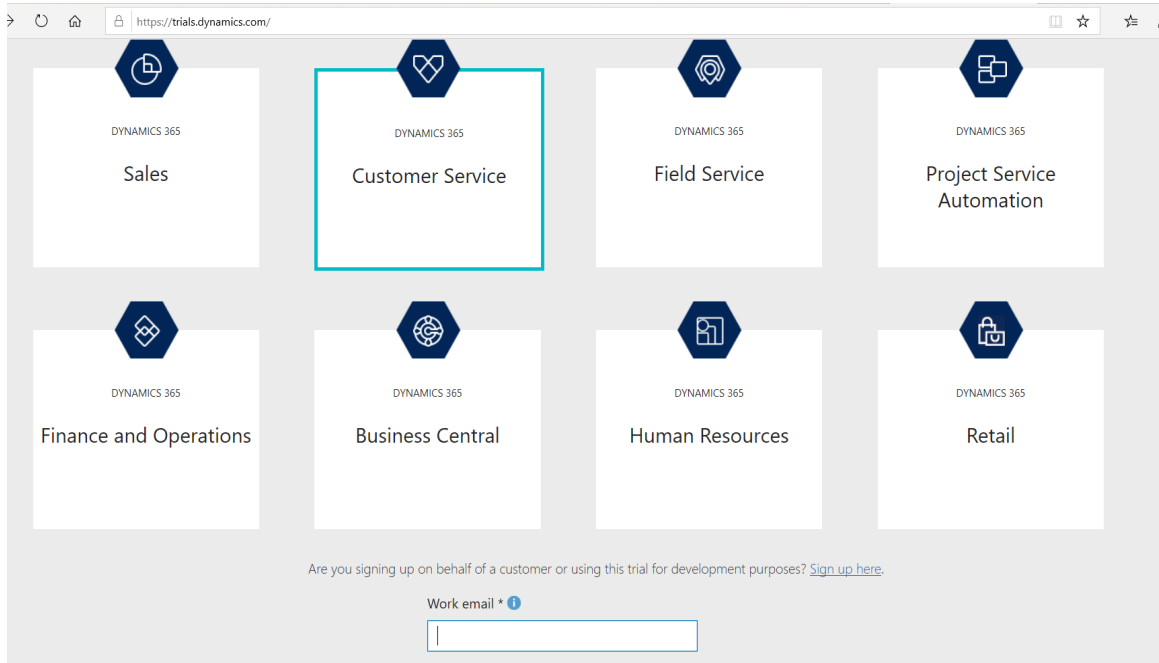 https://trials.dynamics.com/
DYNAMICS 365
Sales
DYNAMICS 365
Customer Service
DYNAMICS 365
Field Service
DYNAMICS 365
Project Service
Automation
DYNAMICS 365
Finance and Operations
DYNAMICS 365
Business Central
DYNAMICS 365
Human Resources
DYNAMICS 365
Retail
Are you signing up on behalf of a customer or using this trial for development purposes? Sign up here.
Work email *